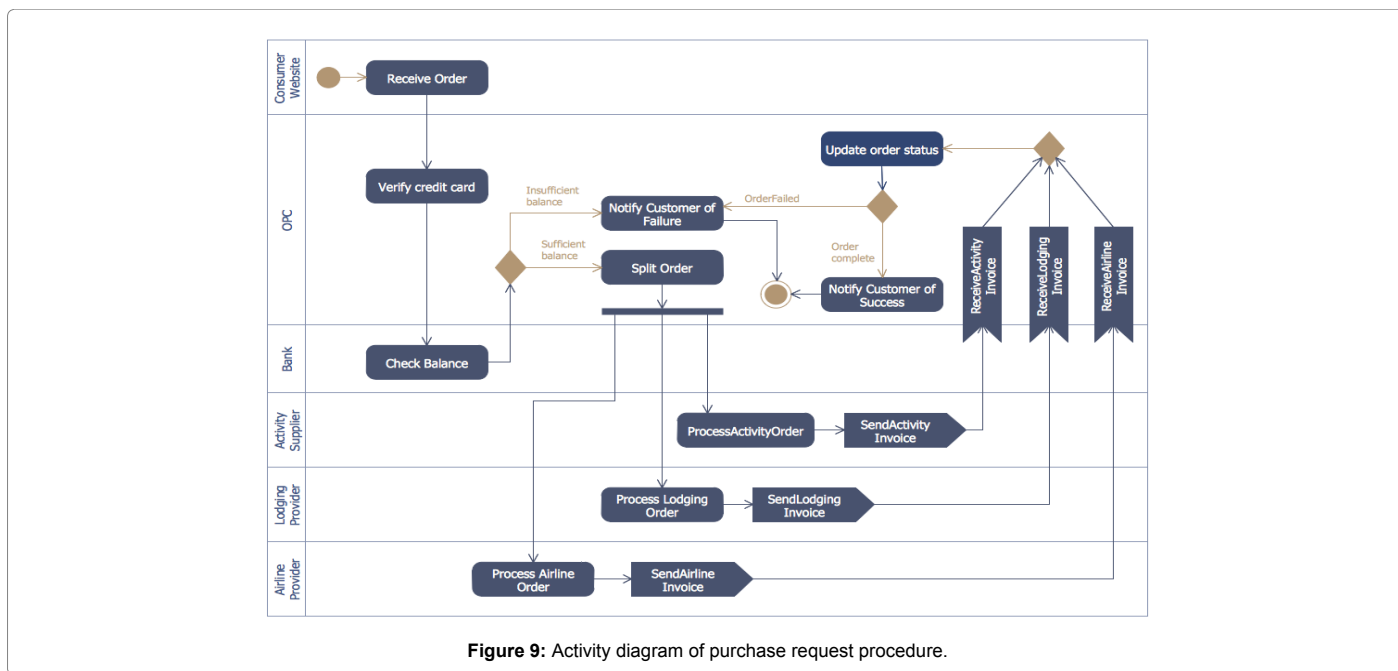 Consumer
Website
Receive Order
OPC
Update order status
Verify credit card
Insufficient
balance
Notify Customer of
Failure
OrderFailed
Sufficient
balance
Split Order
Order
complete
Notify Customer of
Success
ReceiveActivity
Invoice
ReceiveLodging
Invoice
ReceiveAirline
Invoice
Bank
Check Balance
Activity
Supplier
ProcessActivityOrder
SendActivity
Invoice
Lodging
Provider
Process Lodging
Order
SendLodging
Invoice
Airline
Provider
Process Airline
Order
SendAirline
Invoice
Figure 9: Activity diagram of purchase request procedure.